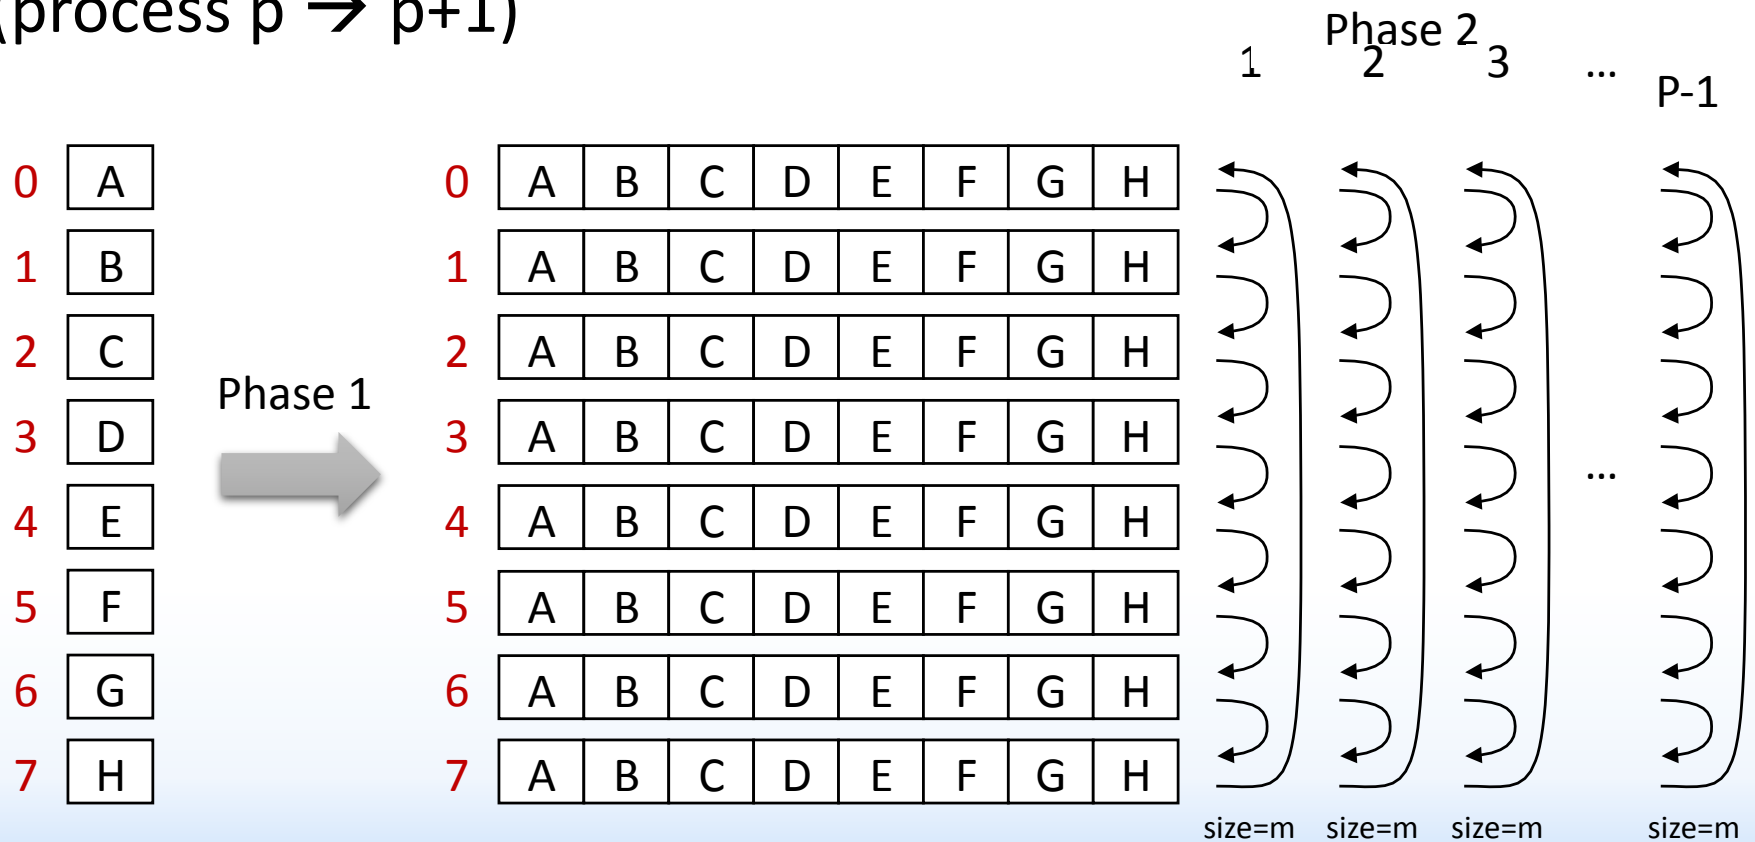 (process p → p+1)
Phase 2
1 2 3 ... P-1
0 A 0 A B C D E F G H
1 B 1 A B C D E F G H
2 C 2 A B C D E F G H
Phase 1
3 D 3 A B C D E F G H
...
4 E 4 A B C D E F G H
5 F 5 A B C D E F G H
6 G 6 A B C D E F G H
7 H 7 A B C D E F G H
size=m size=m size=m size=m